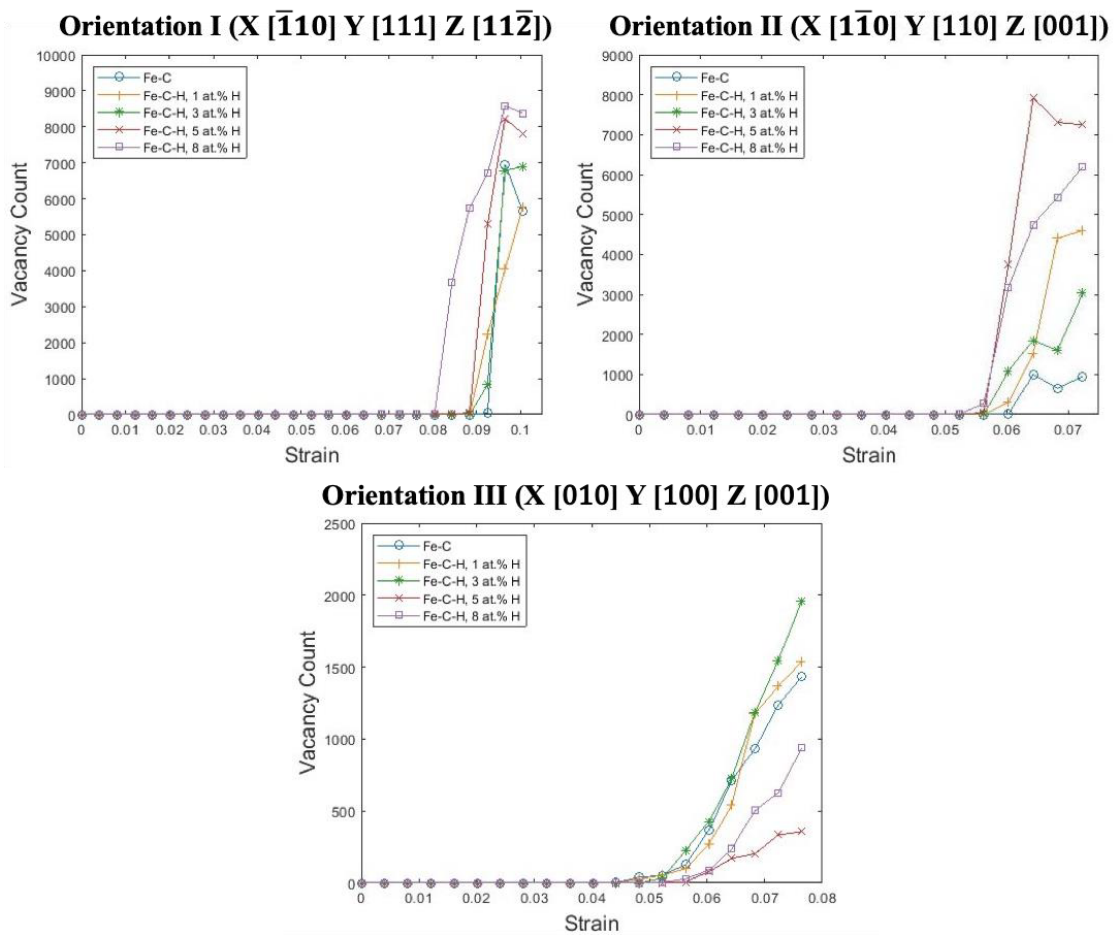 Orientation I (X [1̅10] Y [111] Z [112̅])
10000
9000
8000
7000
6000
5000
4000
3000
2000
1000
0
Vacancy Count
Fe-C
Fe-C-H, 1 at.% H
Fe-C-H, 3 at.% H
Fe-C-H, 5 at.% H
Fe-C-H, 8 at.% H
0 0.01 0.02 0.03 0.04 0.05 0.06 0.07 0.08 0.09 0.1
Strain
Orientation II (X [11̅0] Y [110] Z [001])
9000
8000
7000
6000
5000
4000
3000
2000
1000
0
Vacancy Count
Fe-C
Fe-C-H, 1 at.% H
Fe-C-H, 3 at.% H
Fe-C-H, 5 at.% H
Fe-C-H, 8 at.% H
0 0.01 0.02 0.03 0.04 0.05 0.06 0.07
Strain
Orientation III (X [010] Y [100] Z [001])
2500
2000
1500
1000
500
0
Vacancy Count
Fe-C
Fe-C-H, 1 at.% H
Fe-C-H, 3 at.% H
Fe-C-H, 5 at.% H
Fe-C-H, 8 at.% H
0 0.01 0.02 0.03 0.04 0.05 0.06 0.07 0.08
Strain